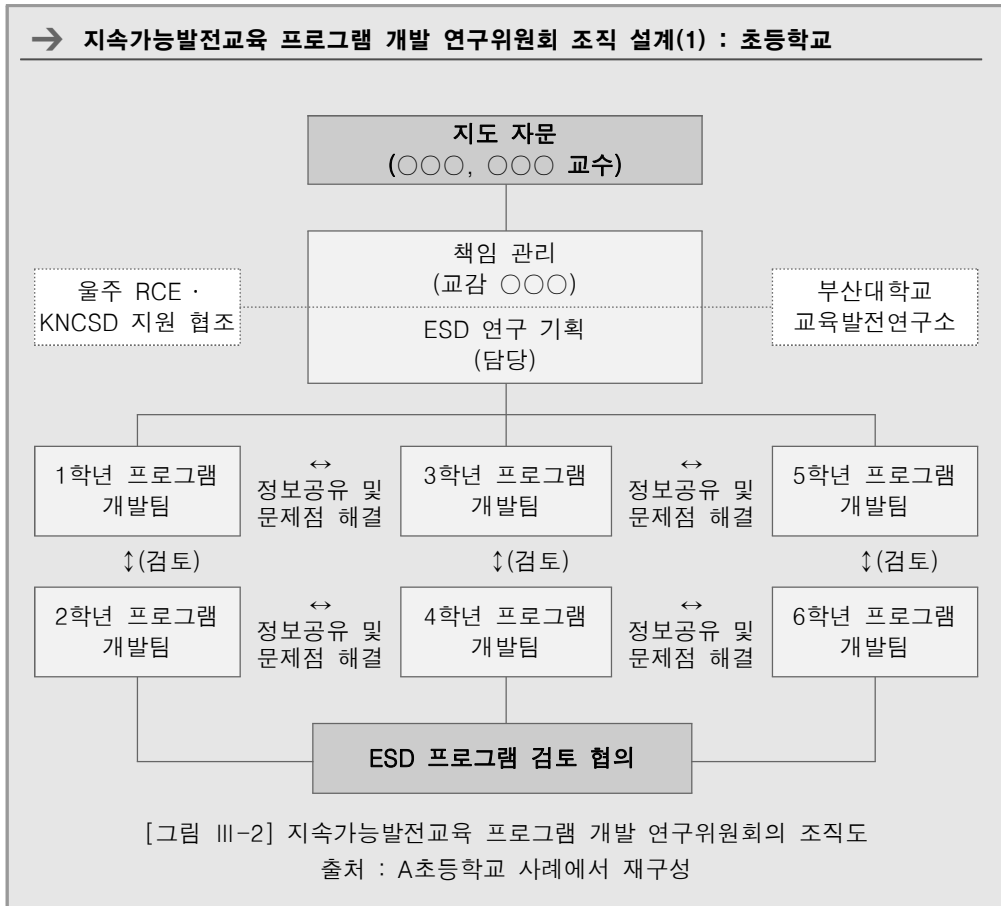 → 지속가능발전교육 프로그램 개발 연구위원회 조직 설계(1) : 초등학교
지도 자문
(○○○, ○○○ 교수)
책임 관리
(교감 ○○○)
울주 RCE ·
KNCSD 지원 협조
ESD 연구 기획
(담당)
부산대학교
교육발전연구소
1학년 프로그램
개발팀
↔
정보공유 및
문제점 해결
3학년 프로그램
개발팀
↔
정보공유 및
문제점 해결
5학년 프로그램
개발팀
↕(검토)
↕(검토)
↕(검토)
2학년 프로그램
개발팀
↔
정보공유 및
문제점 해결
4학년 프로그램
개발팀
↔
정보공유 및
문제점 해결
6학년 프로그램
개발팀
ESD 프로그램 검토 협의
[그림 Ⅲ-2] 지속가능발전교육 프로그램 개발 연구위원회의 조직도
출처 : A초등학교 사례에서 재구성